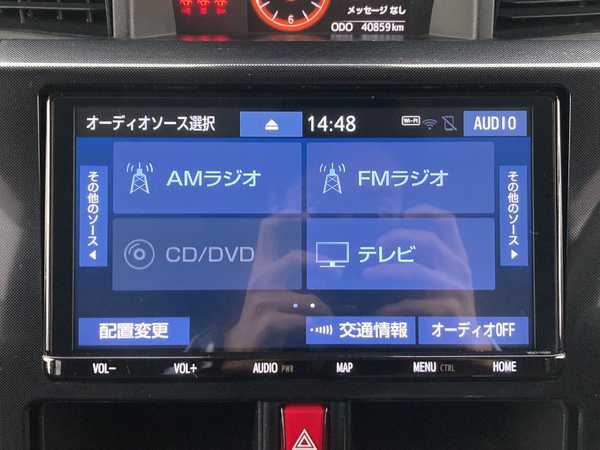 メッセージ なし
6
ODO 40859km
オーディオソース選択
14:48
Wi-Fi
AUDIO
その他のソース
AMラジオ
FMラジオ
その他のソース
CD/DVD
テレビ
配置変更
交通情報
オーディオOFF
VOL-
VOL+
AUDIO PWR
MAP
MENU CTRL
HOME